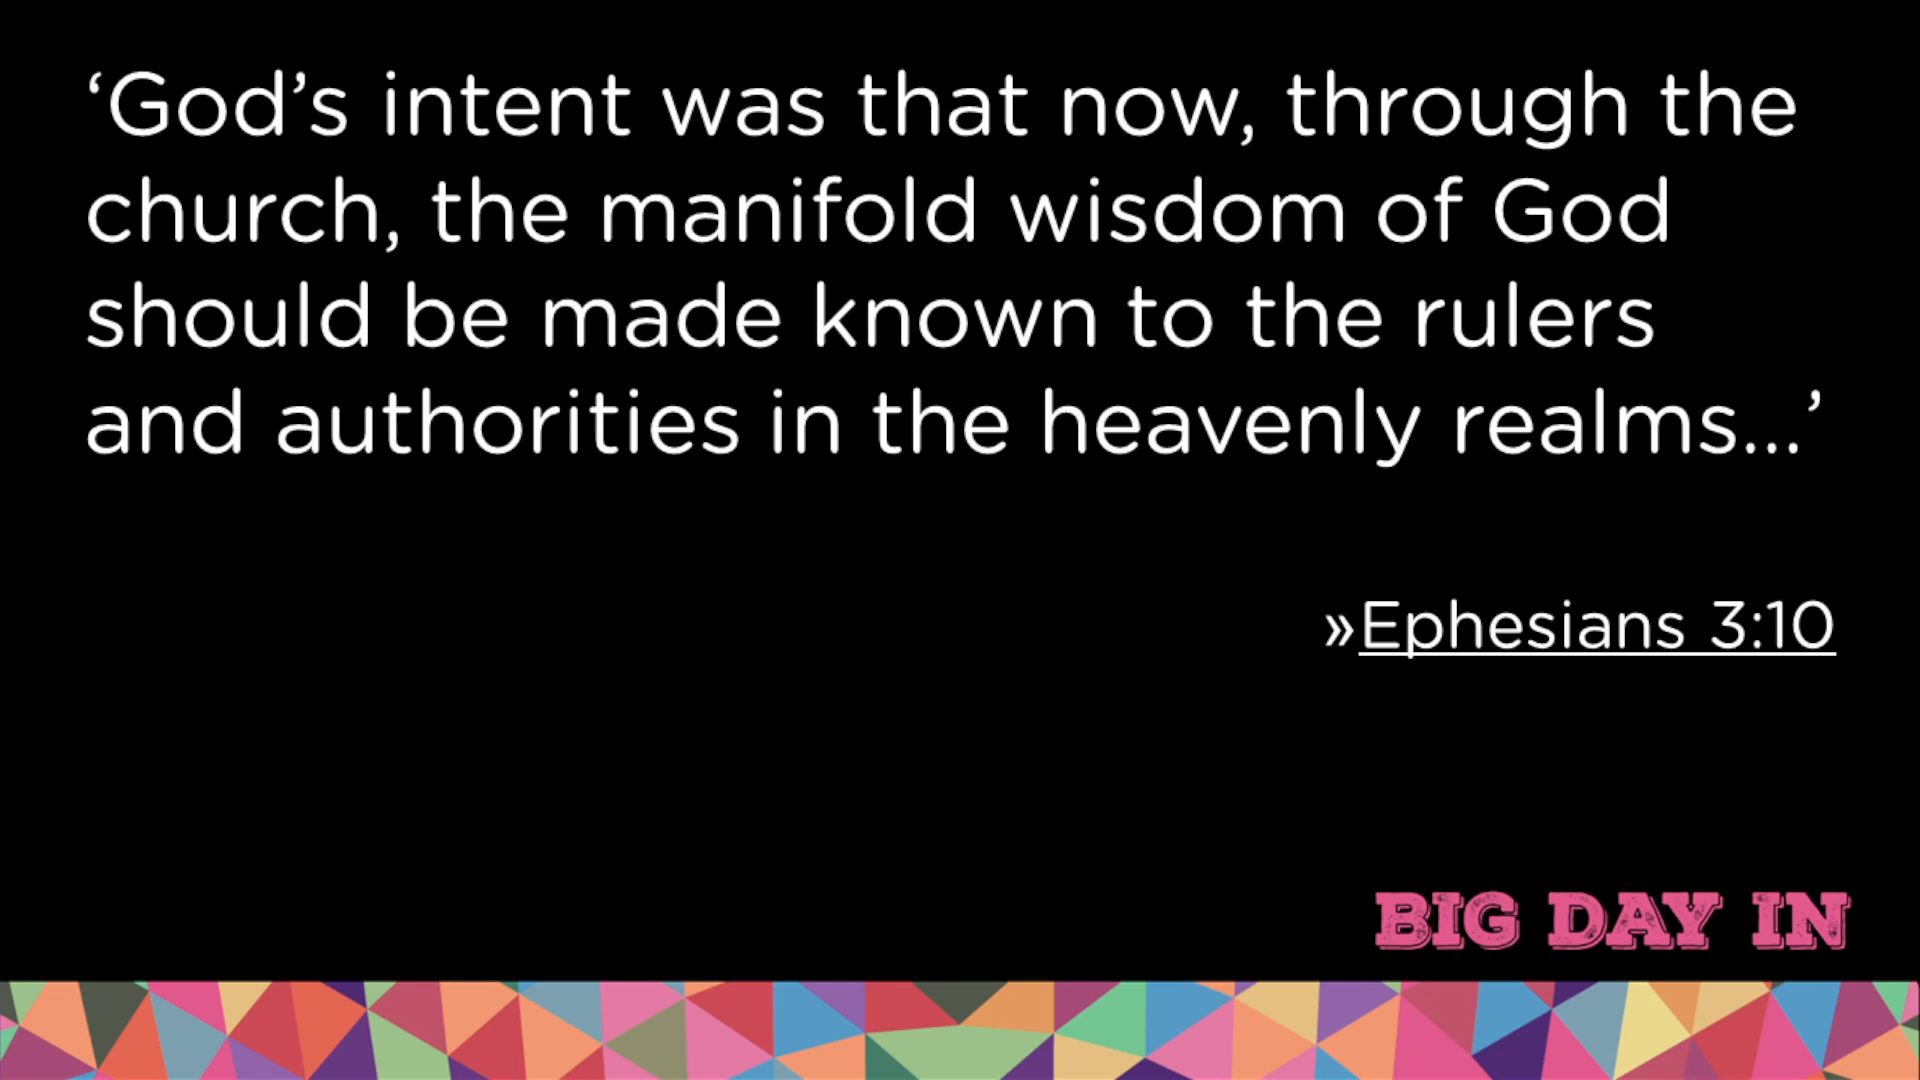 ‘God’s intent was that now, through the
church, the manifold wisdom of God
should be made known to the rulers
and authorities in the heavenly realms...’
»Ephesians 3:10
BIG DAY IN